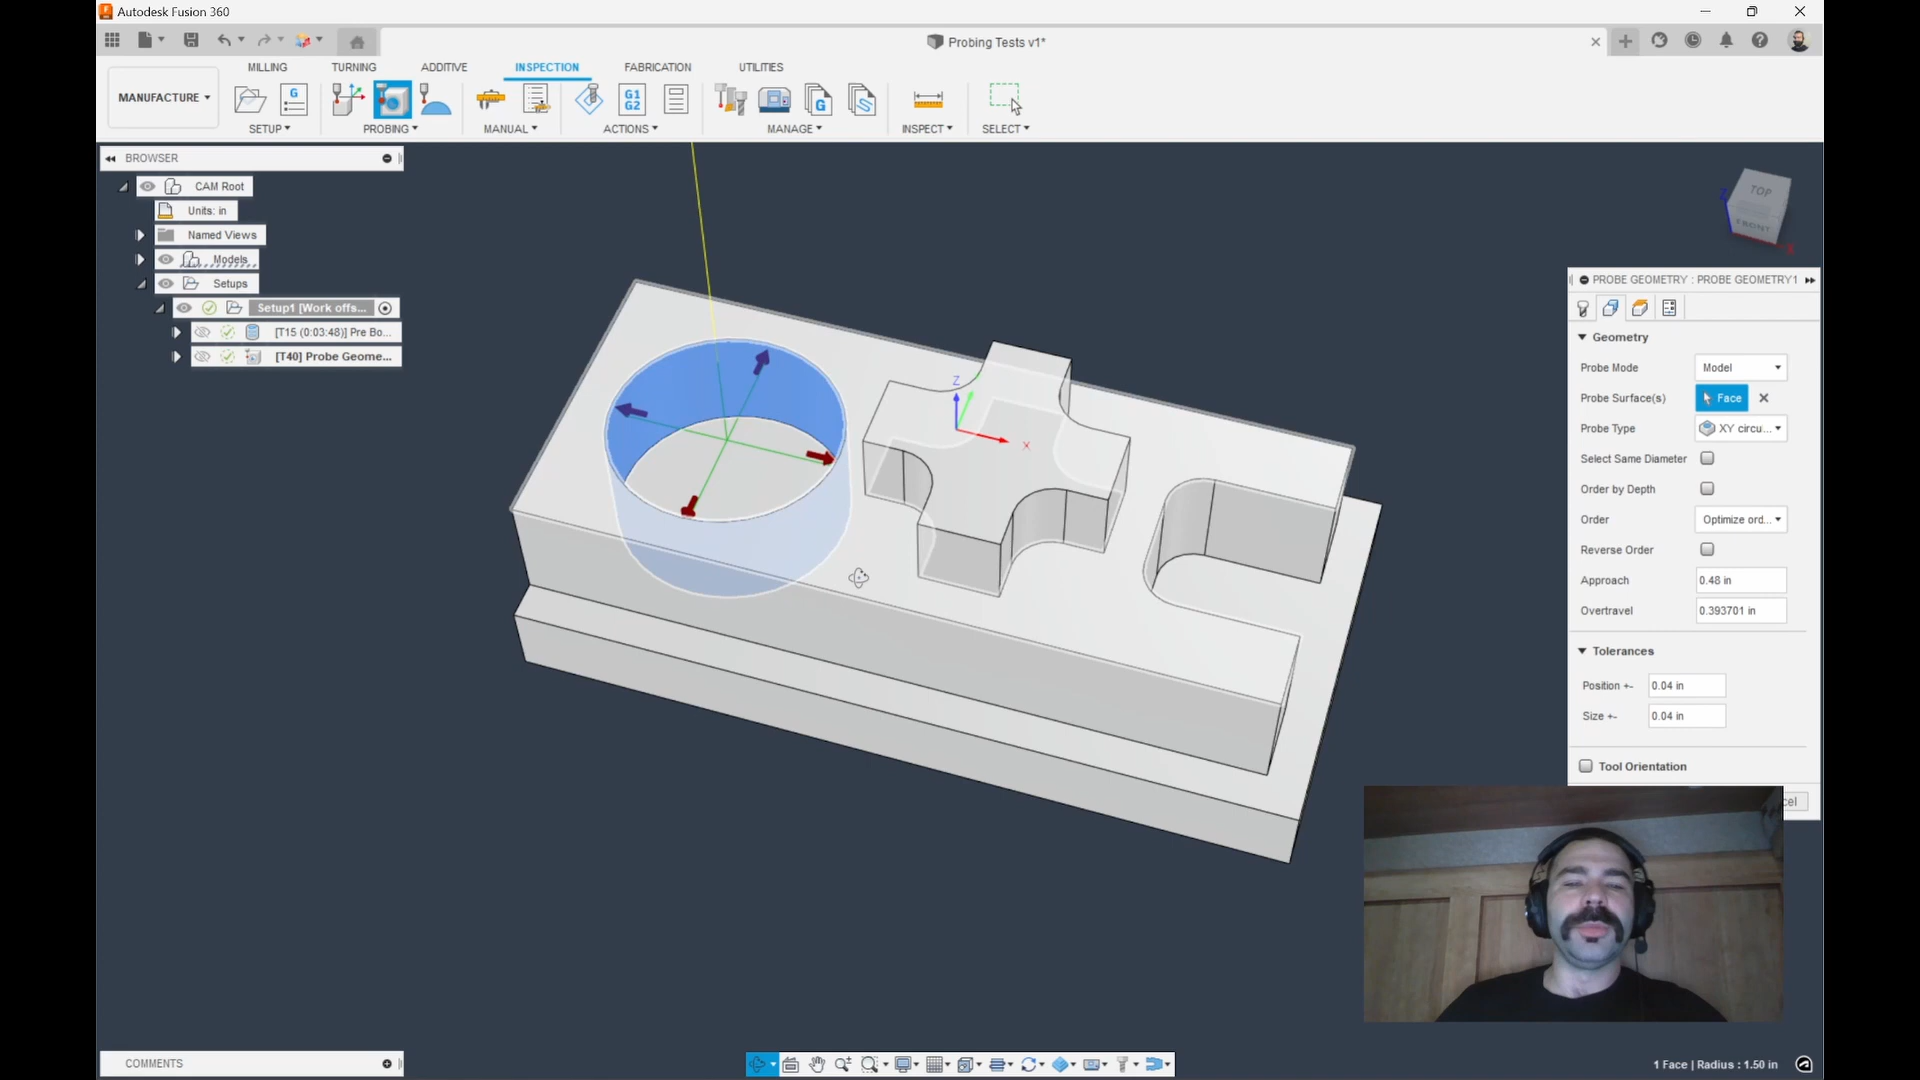 Autodesk Fusion 360
Probing Tests v1*
MILLING TURNING ADDITIVE INSPECTION FABRICATION UTILITIES
MANUFACTURE
G G1 G2 G
SETUP PROBING MANUAL ACTIONS MANAGE INSPECT SELECT
BROWSER
CAM Root
Units: in
Named Views
Models
Setups
Setup1 [Work offs...
[T15 (0:03:48)] Pre Bo...
[T40] Probe Geome...
TOP
FRONT
Z
X
Z
X
PROBE GEOMETRY : PROBE GEOMETRY1
Geometry
Probe Mode Model
Probe Surface(s) Face
Probe Type XY circu...
Select Same Diameter
Order by Depth
Order Optimize ord...
Reverse Order
Approach 0.48 in
Overtravel 0.393701 in
Tolerances
Position +- 0.04 in
Size +- 0.04 in
Tool Orientation
cel
COMMENTS
1 Face | Radius : 1.50 in